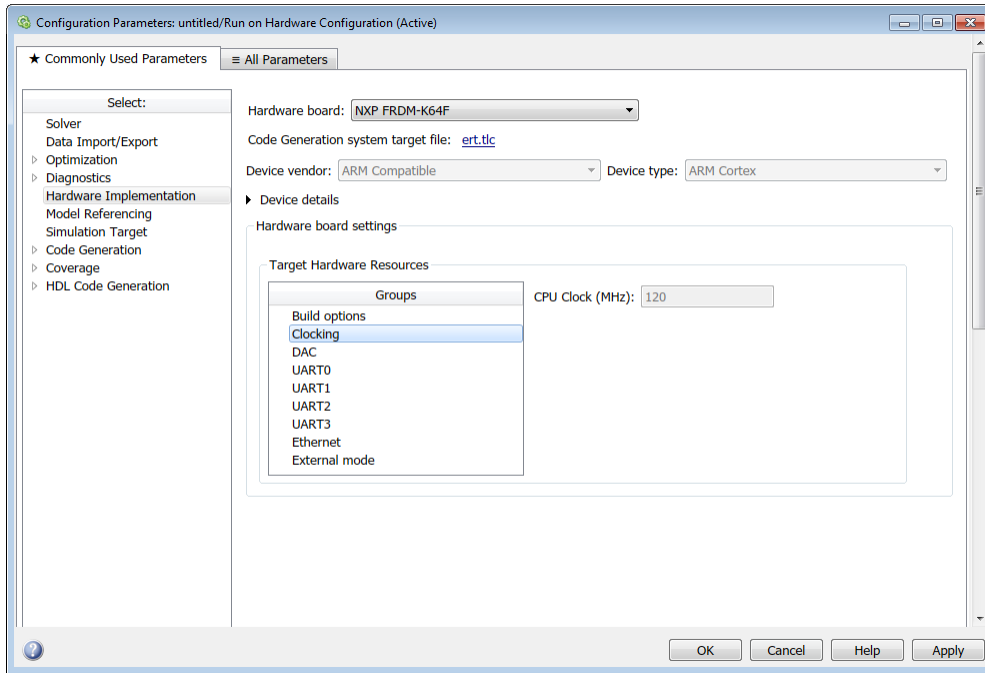 Configuration Parameters: untitled/Run on Hardware Configuration (Active)
★ Commonly Used Parameters
≡ All Parameters
Select:
Solver
Data Import/Export
Optimization
Diagnostics
Hardware Implementation
Model Referencing
Simulation Target
Code Generation
Coverage
HDL Code Generation
Hardware board: NXP FRDM-K64F
Code Generation system target file: ert.tlc
Device vendor: ARM Compatible Device type: ARM Cortex
Device details
Hardware board settings
Target Hardware Resources
Groups
Build options
Clocking
DAC
UART0
UART1
UART2
UART3
Ethernet
External mode
CPU Clock (MHz): 120
OK Cancel Help Apply